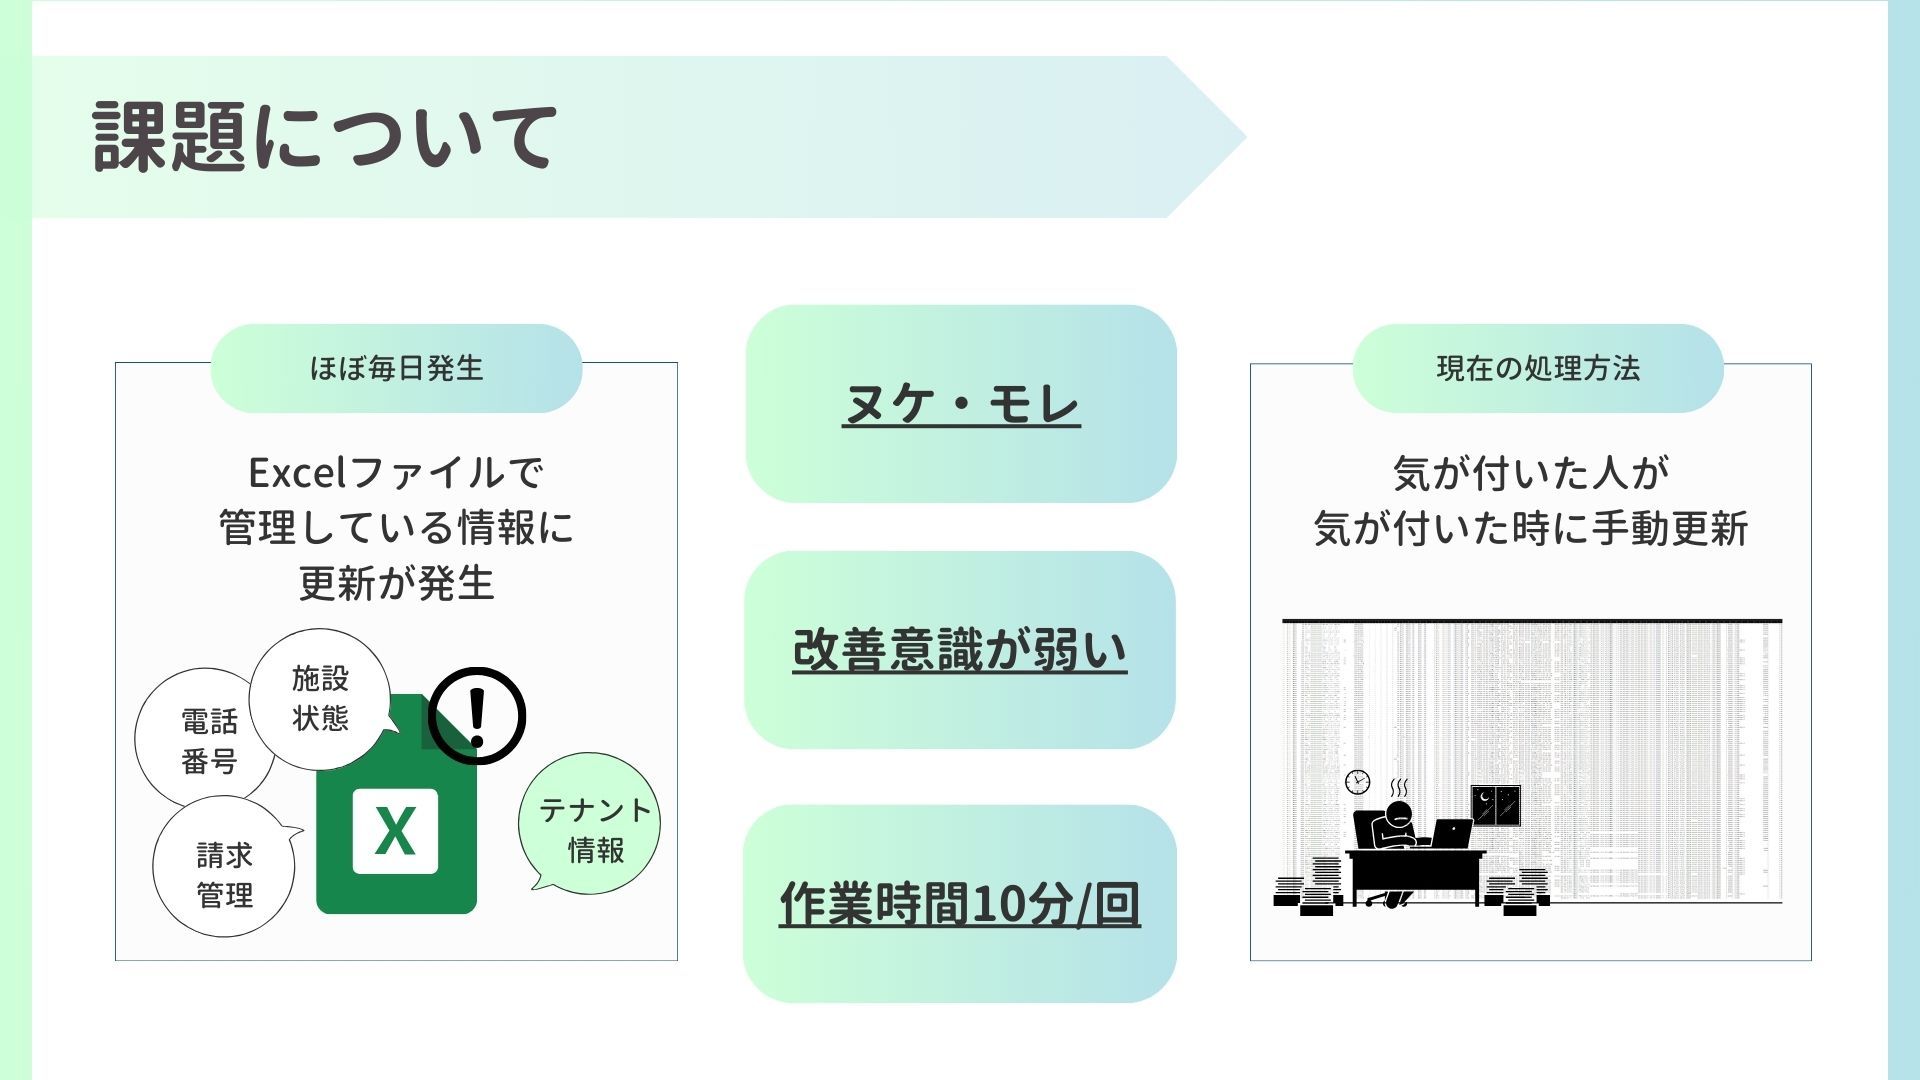 課題について
ほぼ毎日発生
Excelファイルで
管理している情報に
更新が発生
施設
状態
電話
番号
請求
管理
X
テナント
情報
ヌケ・モレ
改善意識が弱い
作業時間10分/回
現在の処理方法
気が付いた人が
気が付いた時に手動更新